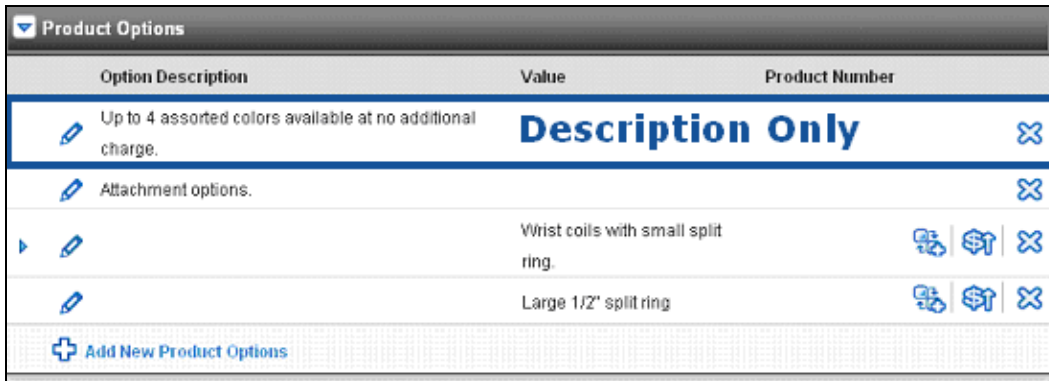 Product Options
Option Description Value Product Number
Up to 4 assorted colors available at no additional
charge.
Description Only
Attachment options.
Wrist coils with small split
ring.
Large 1/2" split ring
Add New Product Options